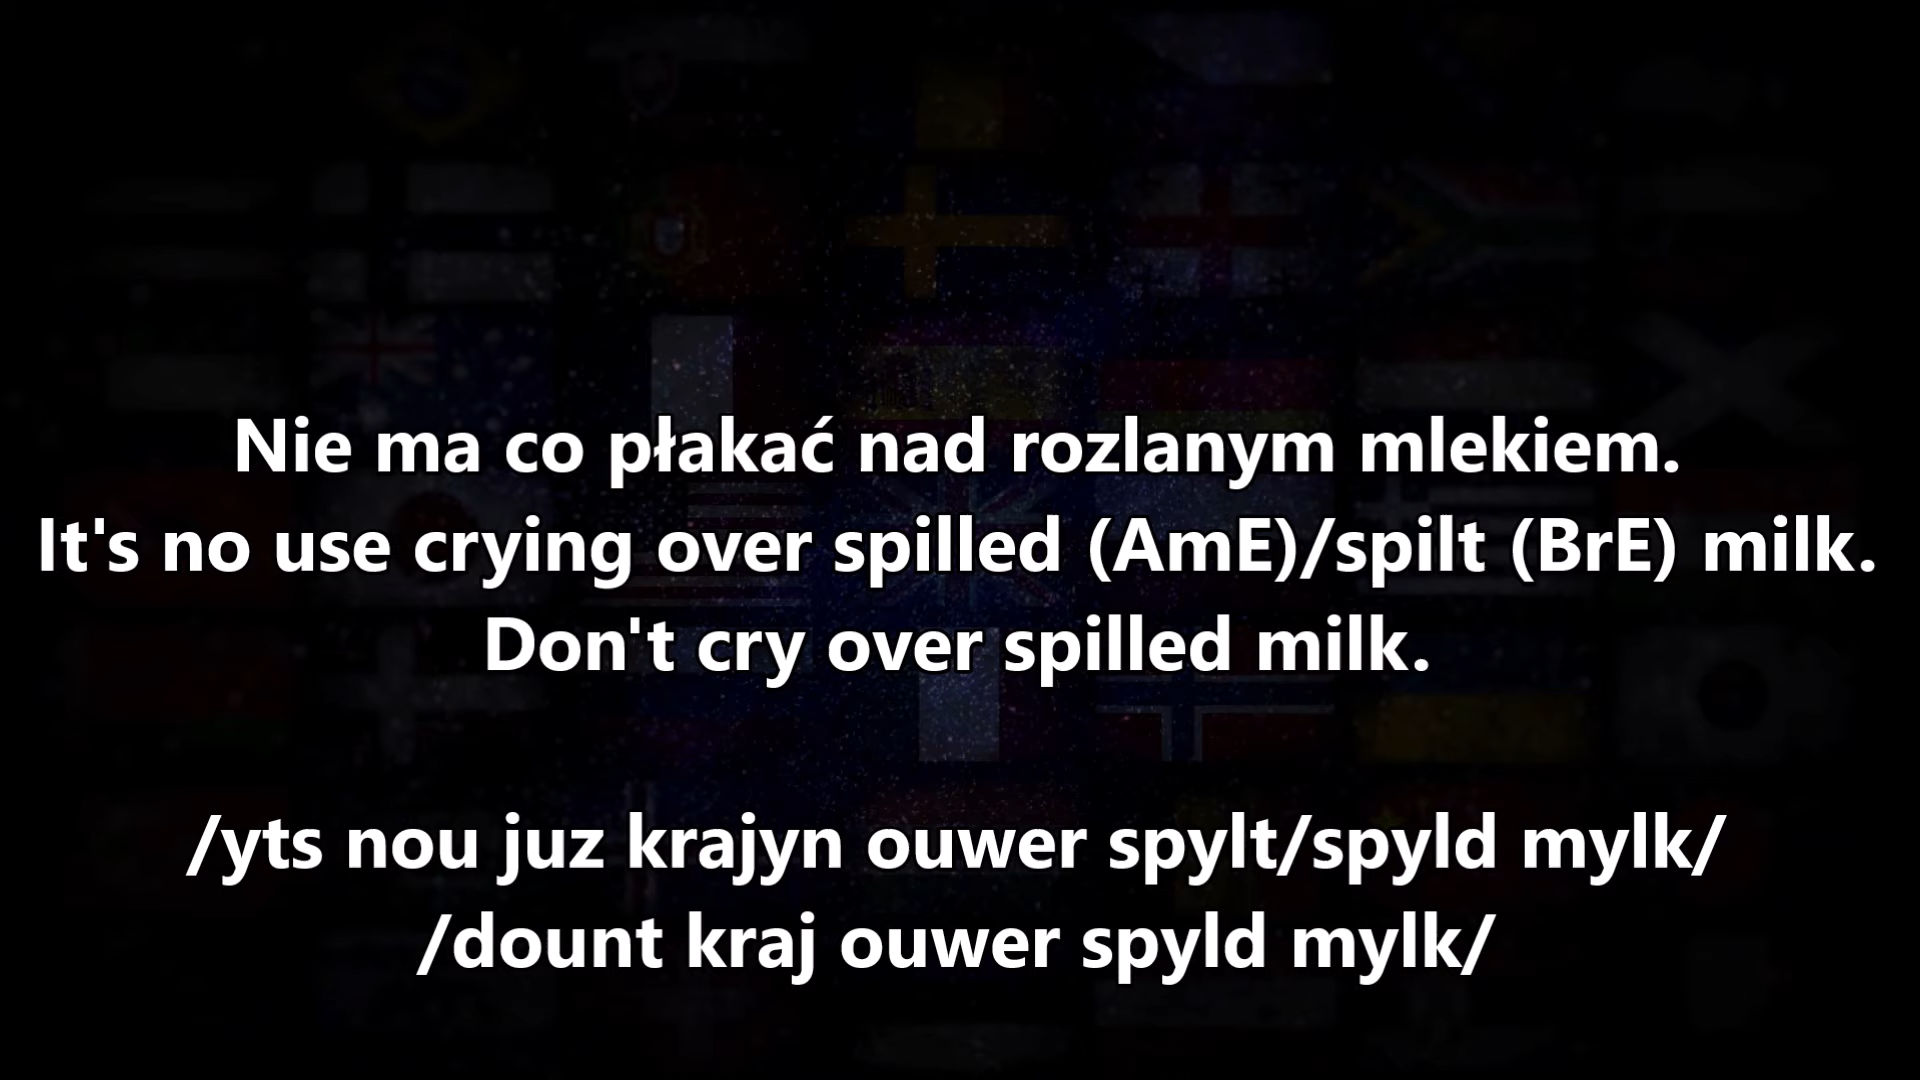 Nie ma co płakać nad rozlanym mlekiem.
It's no use crying over spilled (AmE)/spilt (BrE) milk.
Don't cry over spilled milk.
/yts nou juz krajyn ouwer spylt/spyld mylk/
/dount kraj ouwer spyld mylk/